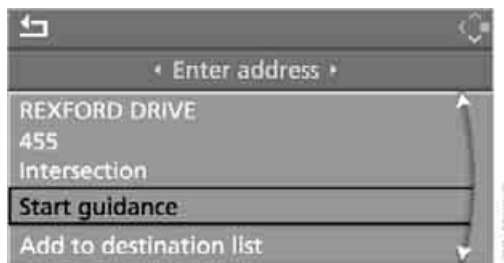 Enter address
REXFORD DRIVE
455
Intersection
Start guidance
Add to destination list